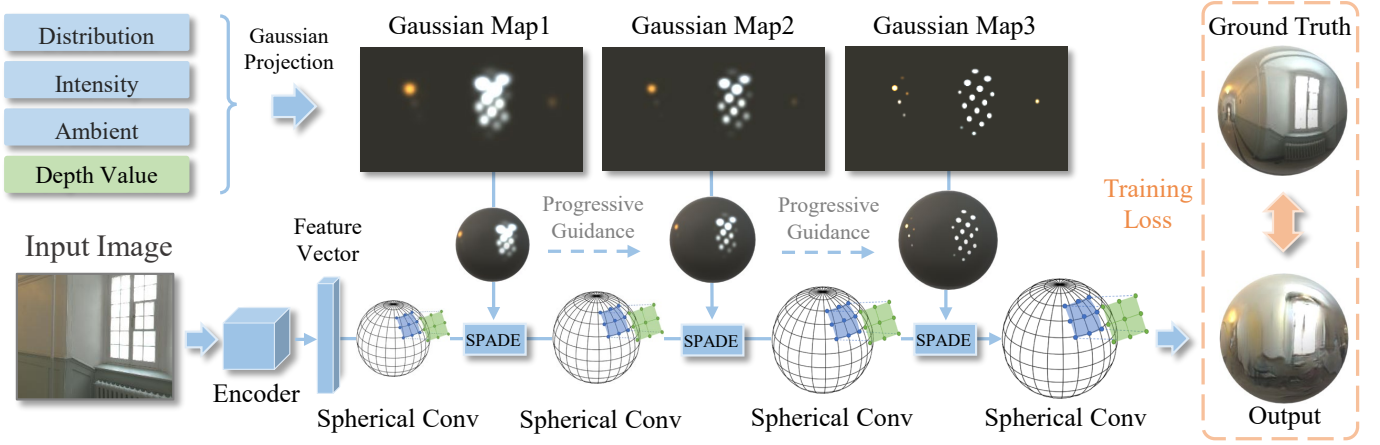 Distribution
Intensity
Ambient
Depth Value
Gaussian
Projection
Gaussian Map1
Gaussian Map2
Gaussian Map3
Ground Truth
Progressive
Guidance
Progressive
Guidance
Training
Loss
Input Image
Feature
Vector
Encoder
SPADE
SPADE
SPADE
Spherical Conv
Spherical Conv
Spherical Conv
Spherical Conv
Output